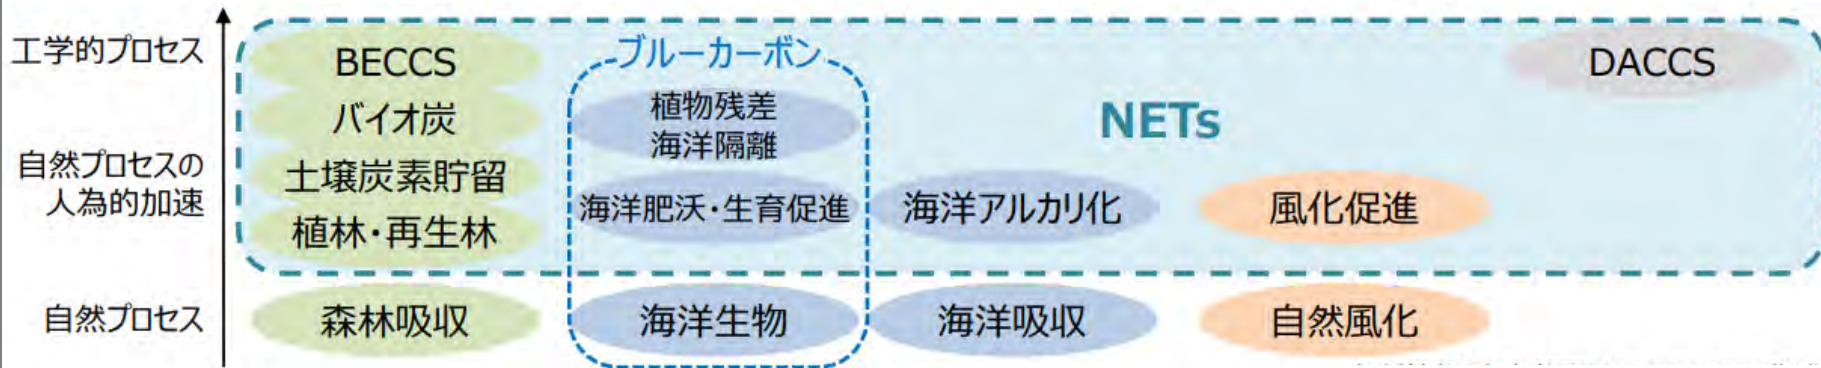 工学的プロセス
BECCS
ブルーカーボン
DACCS
バイオ炭
植物残差
海洋隔離
NETs
自然プロセスの
人為的加速
土壌炭素貯留
植林・再生林
海洋肥沃・生育促進
海洋アルカリ化
風化促進
自然プロセス
森林吸収
海洋生物
海洋吸収
自然風化